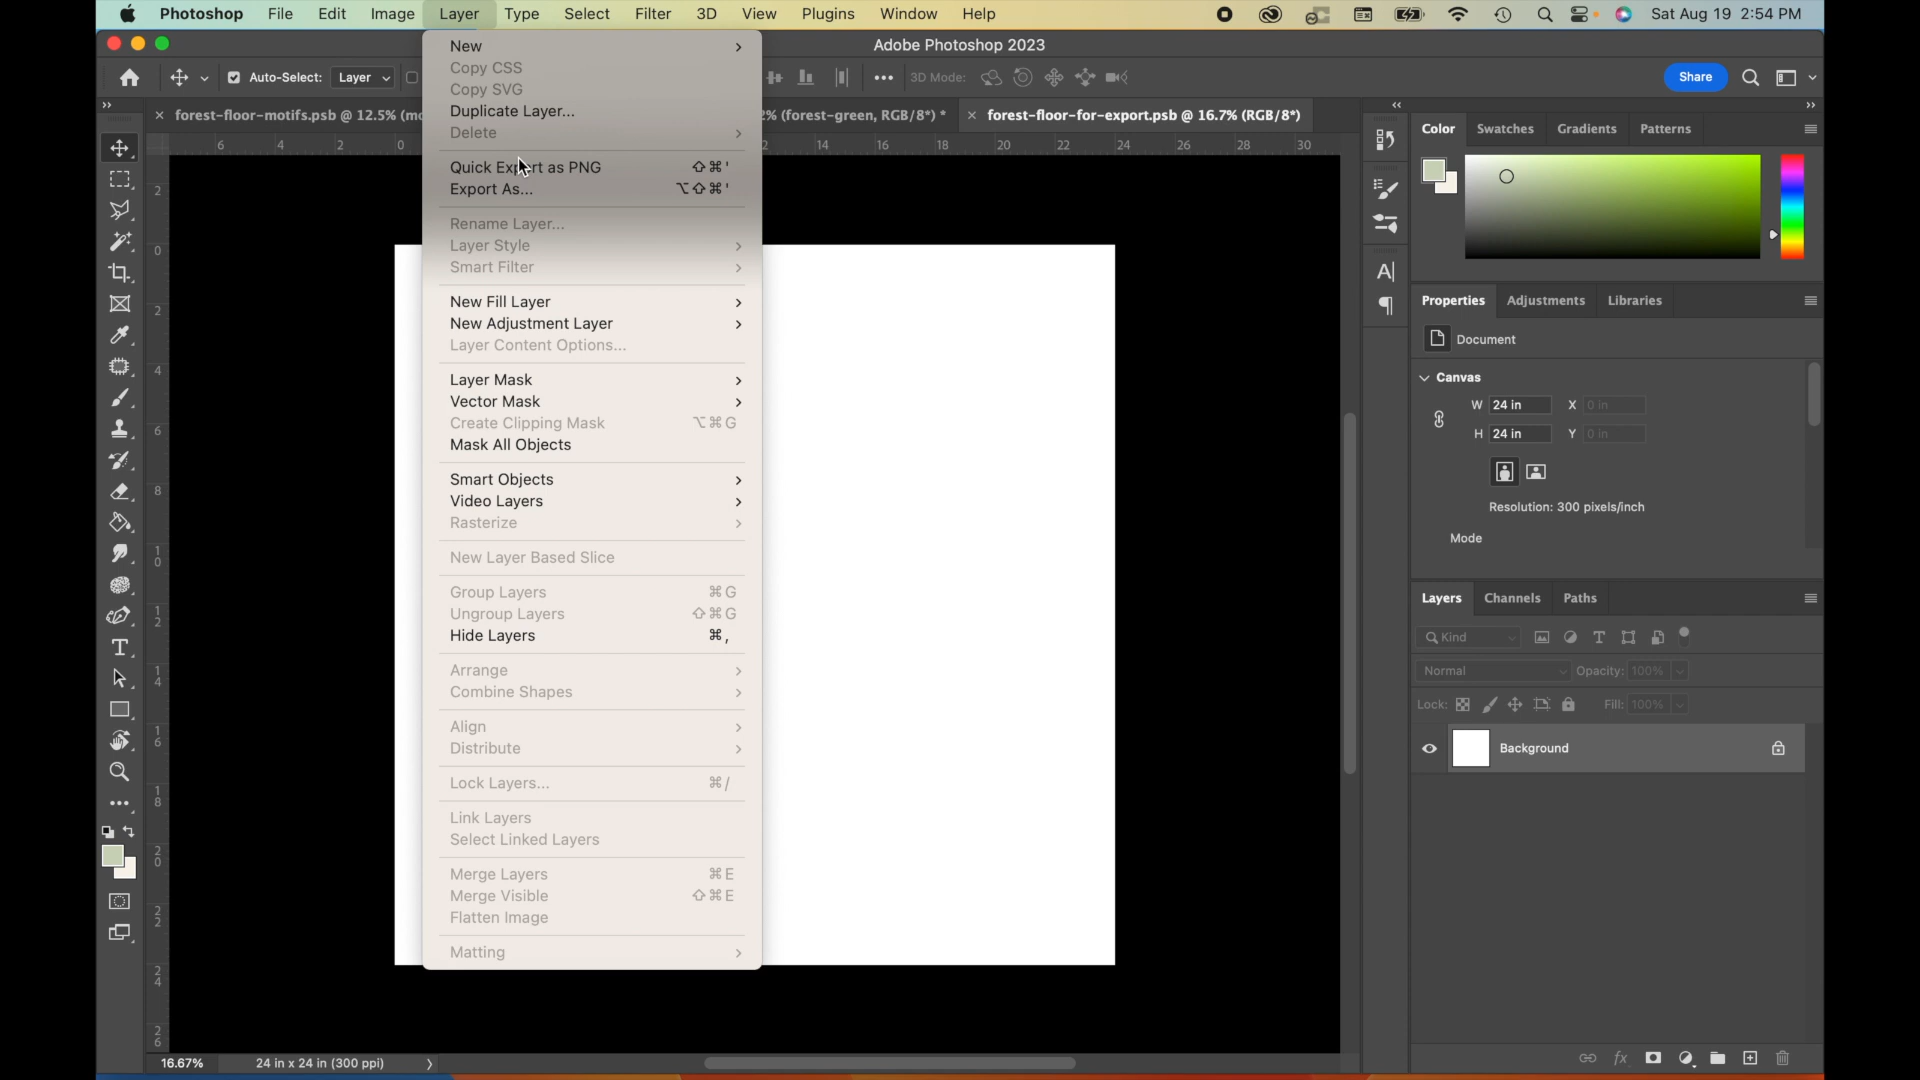 Photoshop File Edit Image Layer Type Select Filter 3D View Plugins Window Help Sat Aug 19 2:54 PM
Adobe Photoshop 2023
Auto-Select: Layer 3D Mode: Share
forest-floor-motifs.psb @ 12.5% (mo 2% (forest-green, RGB/8*) * forest-floor-for-export.psb @ 16.7% (RGB/8*)
6 4 2 0 2 14 16 18 20 22 24 26 28 30
2 0 2 4 6 8 10 12 14 16 18 20 22 24 26
New
Copy CSS
Copy SVG
Duplicate Layer...
Delete
Quick Export as PNG ⇧⌘'
Export As... ⌥⇧⌘'
Rename Layer...
Layer Style
Smart Filter
New Fill Layer
New Adjustment Layer
Layer Content Options...
Layer Mask
Vector Mask
Create Clipping Mask ⌥⌘G
Mask All Objects
Smart Objects
Video Layers
Rasterize
New Layer Based Slice
Group Layers ⌘G
Ungroup Layers ⇧⌘G
Hide Layers ⌘,
Arrange
Combine Shapes
Align
Distribute
Lock Layers... ⌘/
Link Layers
Select Linked Layers
Merge Layers ⌘E
Merge Visible ⇧⌘E
Flatten Image
Matting
Color Swatches Gradients Patterns
Properties Adjustments Libraries
Document
Canvas
W 24 in X 0 in
H 24 in Y 0 in
Resolution: 300 pixels/inch
Mode
Layers Channels Paths
Kind
Normal Opacity: 100%
Lock: Fill: 100%
Background
16.67% 24 in x 24 in (300 ppi)